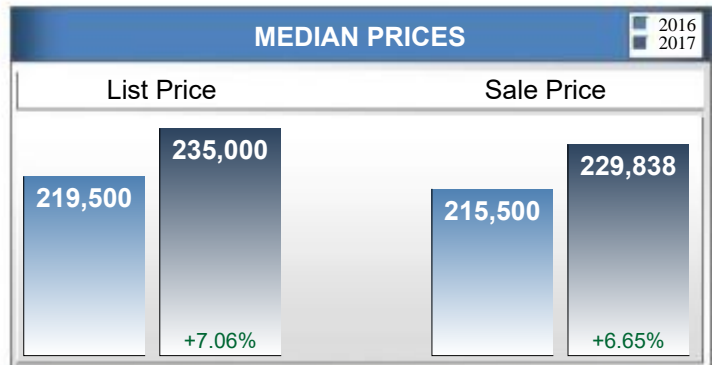 MEDIAN PRICES
2016
2017
List Price
Sale Price
219,500
235,000
+7.06%
215,500
229,838
+6.65%